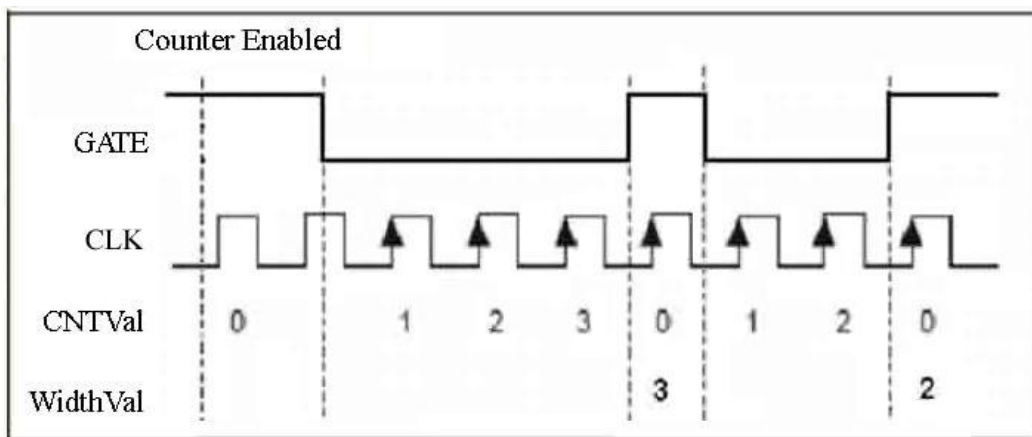 Counter Enabled
GATE
CLK
CNTVal 0 1 2 3 0 1 2 0
WidthVal 3 2